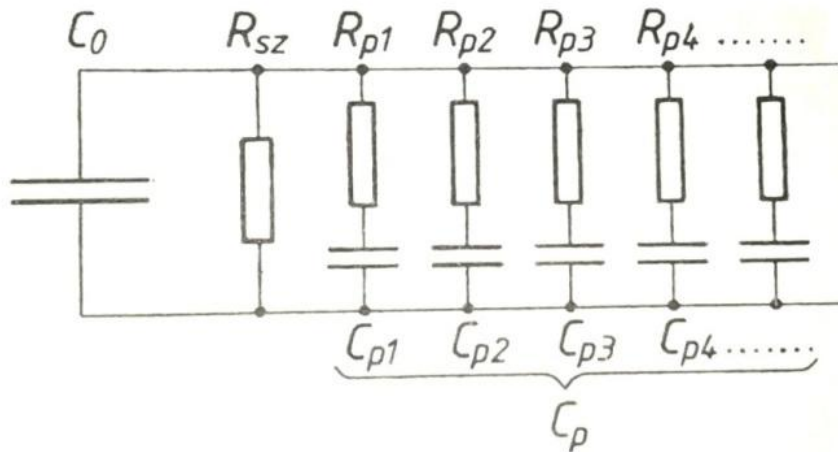 C0 Rsz Rp1 Rp2 Rp3 Rp4 ........
Cp1 Cp2 Cp3 Cp4 .......
Cp